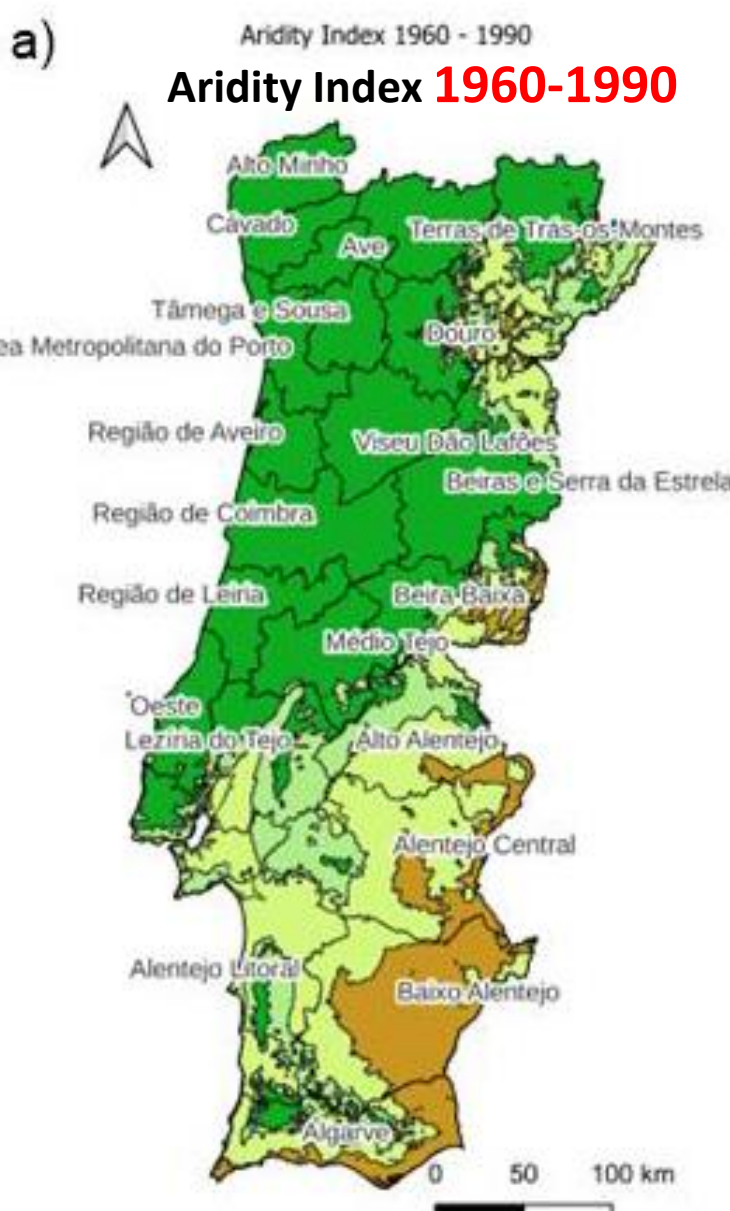 a)
Aridity Index 1960 - 1990
Aridity Index 1960-1990
Alto Minho
Cávado
Ave
Terras de Trás-os-Montes
Tâmega e Sousa
Douro
ea Metropolitana do Porto
Região de Aveiro
Viseu Dão Lafões
Beiras e Serra da Estrela
Região de Coimbra
Região de Leiria
Beira Baixa
Médio Tejo
Oeste
Lezíria do Tejo
Alto Alentejo
Alentejo Central
Alentejo Litoral
Baixo Alentejo
Algarve
0 50 100 km